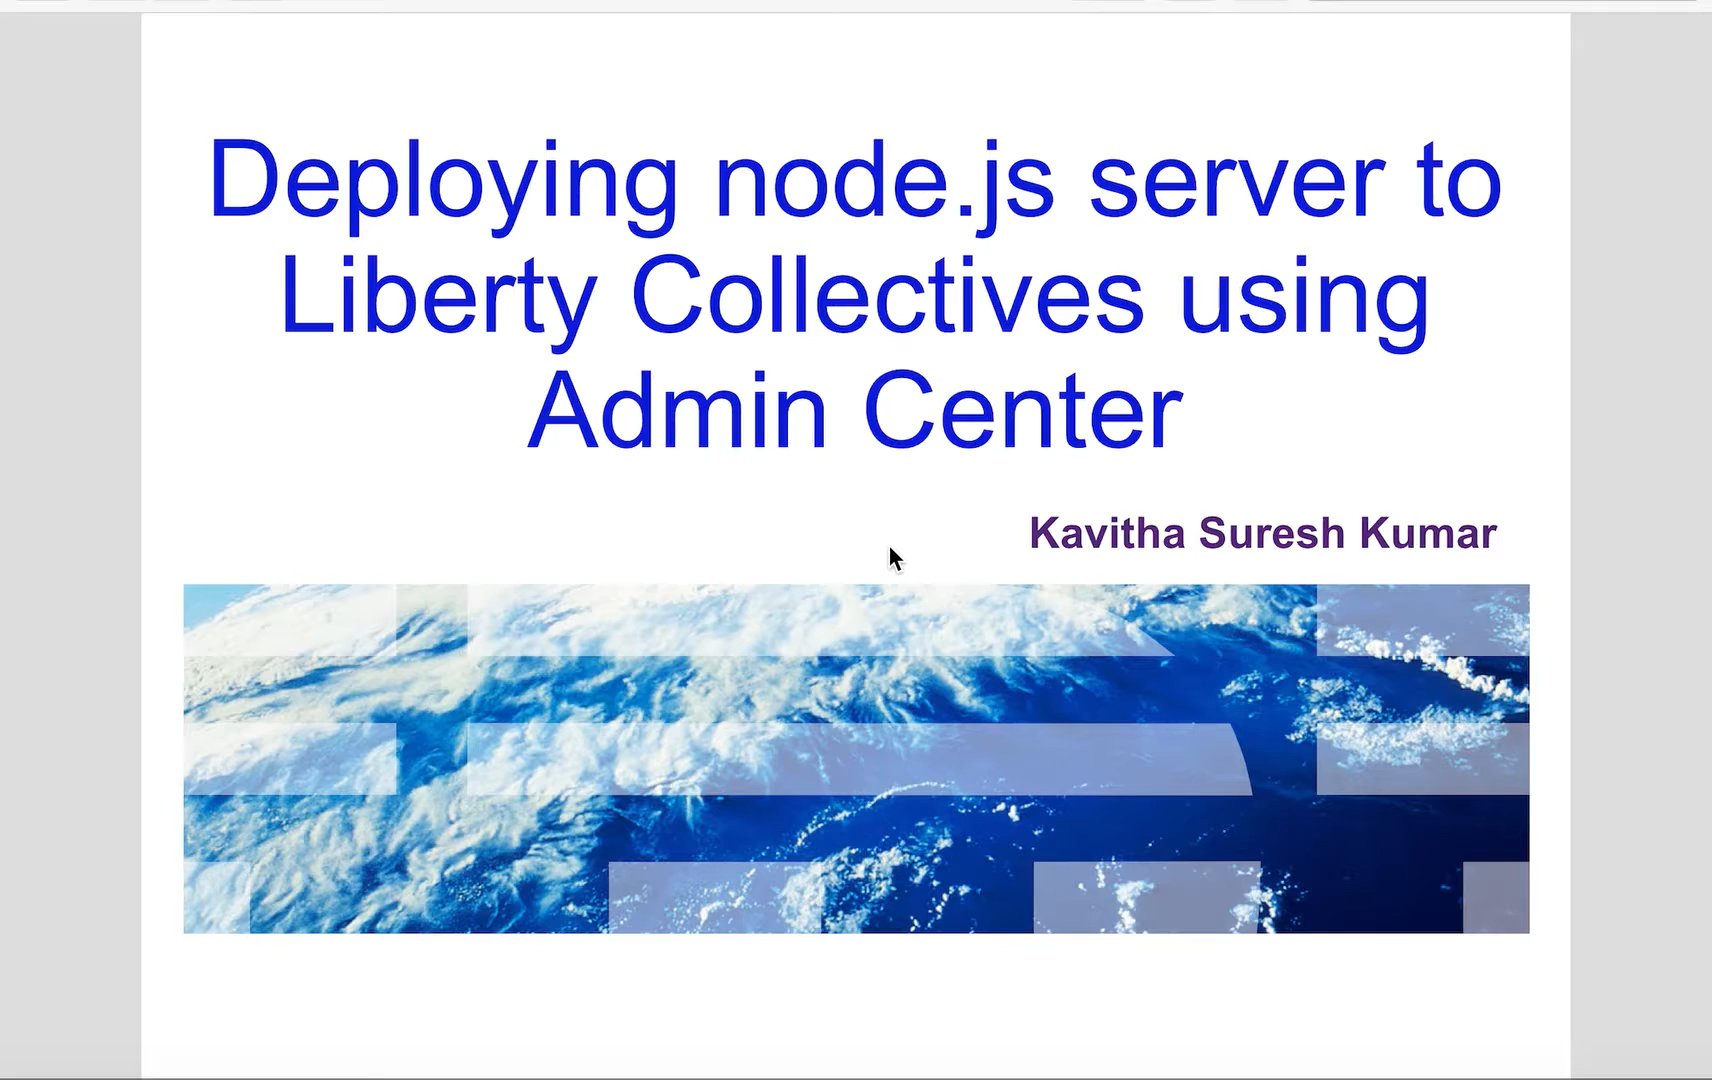 Deploying node.js server to
Liberty Collectives using
Admin Center
Kavitha Suresh Kumar